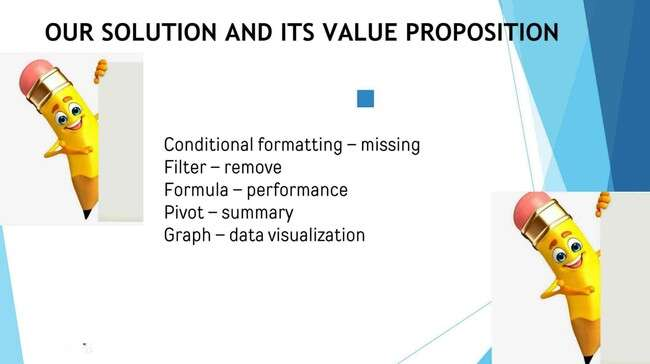 OUR SOLUTION AND ITS VALUE PROPOSITION
Conditional formatting – missing
Filter – remove
Formula – performance
Pivot – summary
Graph – data visualization